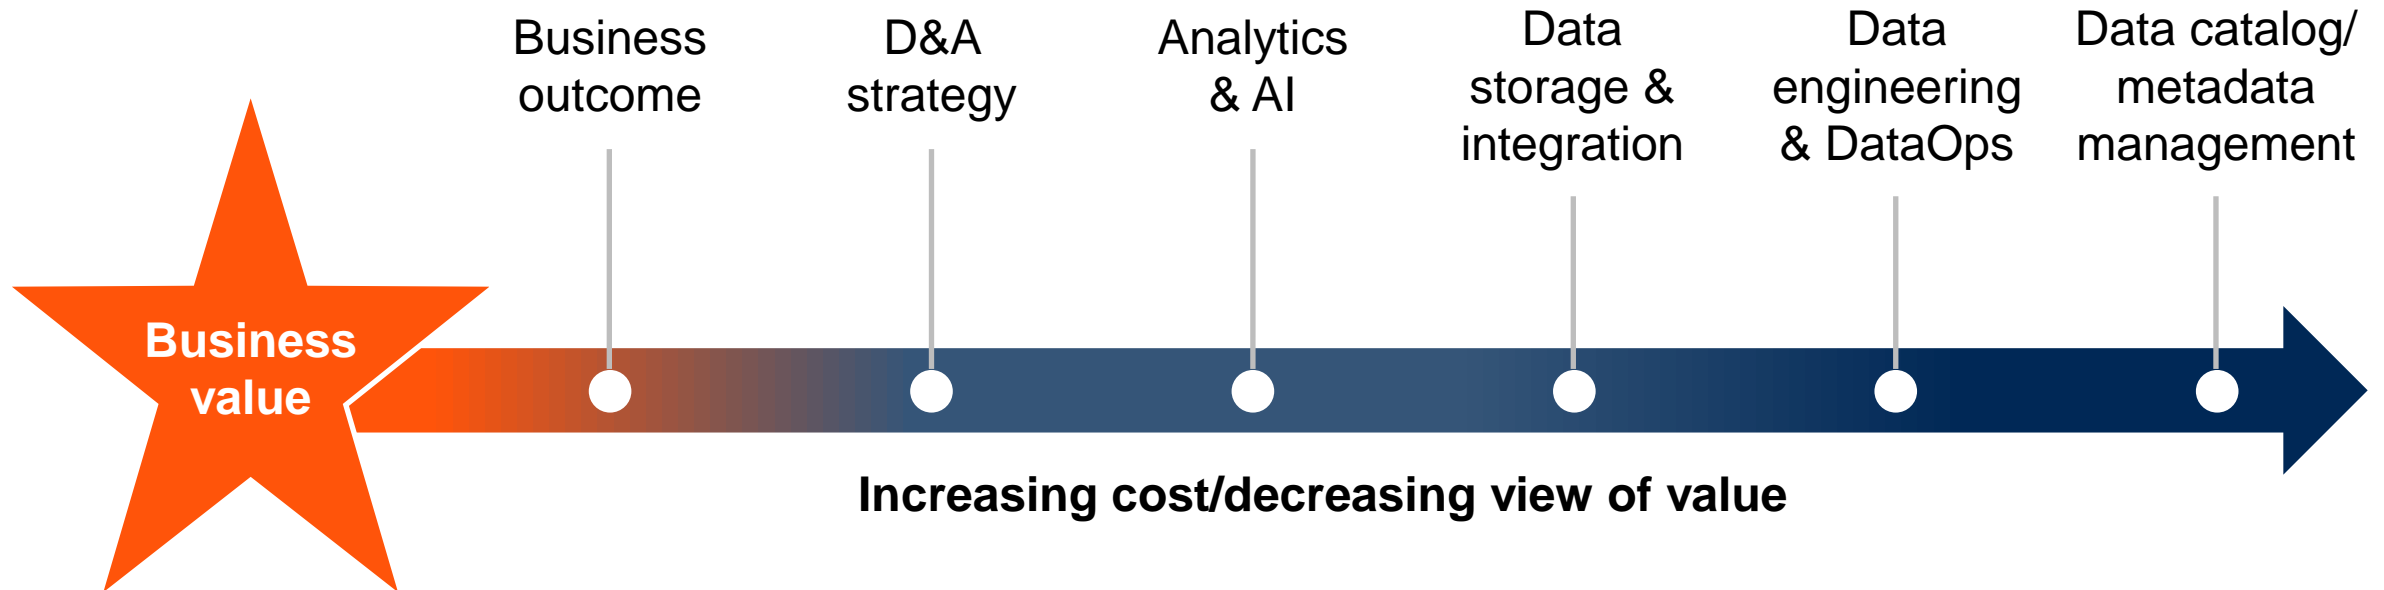 Business
outcome
D&A
strategy
Analytics
& AI
Data
storage &
integration
Data
engineering
& DataOps
Data catalog/
metadata
management
Business
value
Increasing cost/decreasing view of value